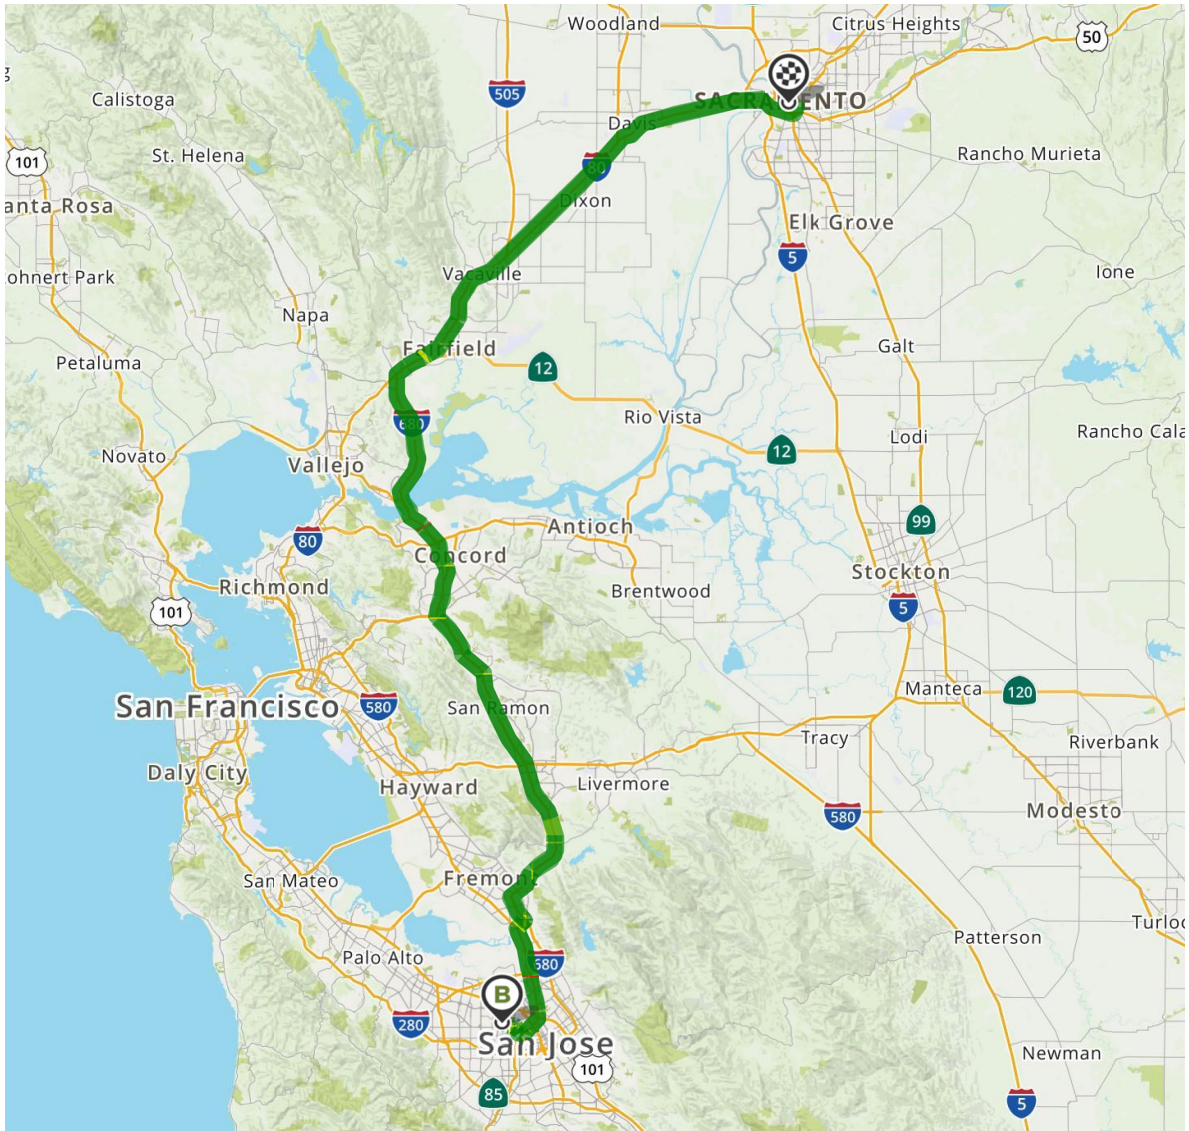 Woodland
Citrus Heights
50
505
Calistoga
SACRAMENTO
Davis
101
St. Helena
80
Rancho Murieta
anta Rosa
Dixon
Elk Grove
5
ohnert Park
Vacaville
Ione
Napa
Petaluma
Fairfield
12
Galt
680
Rio Vista
Lodi
Rancho Cala
Novato
Vallejo
12
80
Antioch
99
Concord
Richmond
Brentwood
Stockton
101
5
San Francisco
580
San Ramon
Manteca
120
Tracy
Riverbank
Daly City
Hayward
Livermore
580
Modesto
San Mateo
Fremont
Turloc
Palo Alto
Patterson
680
B
280
San Jose
101
Newman
85
5